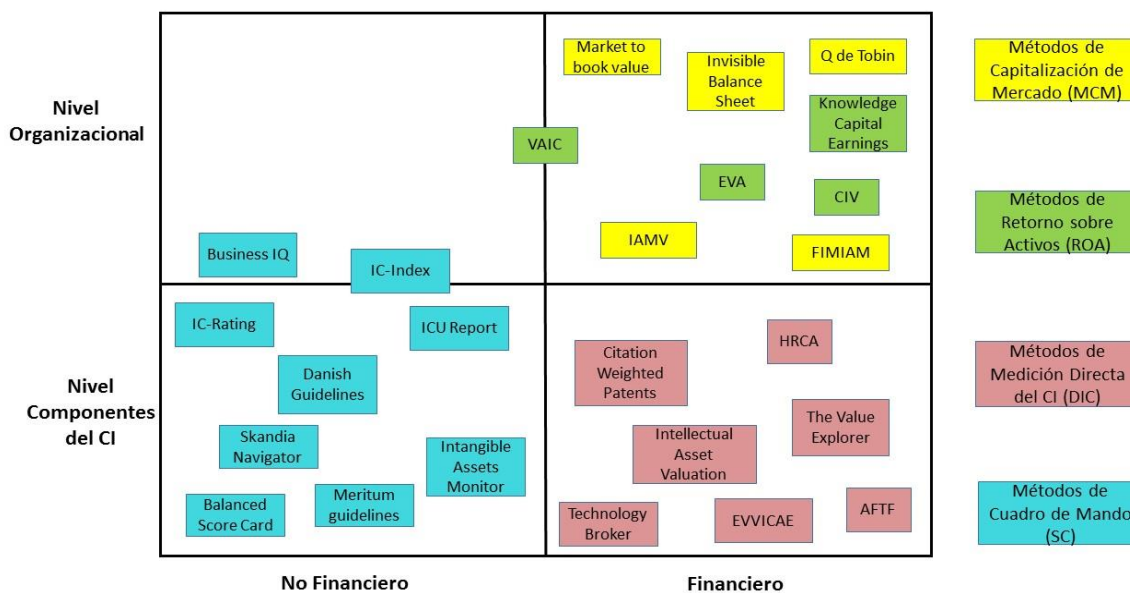 Nivel
Organizacional
Market to
book value
Invisible
Balance
Sheet
Q de Tobin
Knowledge
Capital
Earnings
VAIC
EVA
CIV
IAMV
FIMIAM
Business IQ
IC-Index
Nivel
Componentes
del CI
IC-Rating
ICU Report
Danish
Guidelines
Skandia
Navigator
Intangible
Assets
Monitor
Balanced
Score Card
Meritum
guidelines
HRCA
Citation
Weighted
Patents
The Value
Explorer
Intellectual
Asset
Valuation
Technology
Broker
EVVICAE
AFTF
No Financiero
Financiero
Métodos de
Capitalización de
Mercado (MCM)
Métodos de
Retorno sobre
Activos (ROA)
Métodos de
Medición Directa
del CI (DIC)
Métodos de
Cuadro de Mando
(SC)